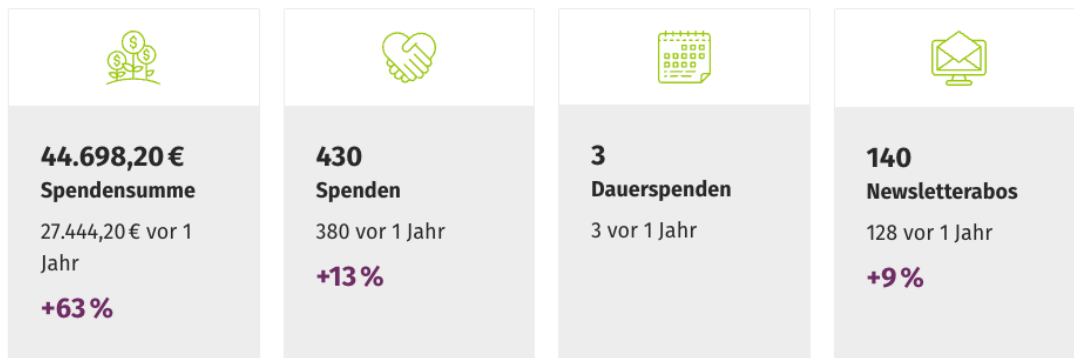 44.698,20 €
Spendensumme
27.444,20 € vor 1
Jahr
+63 %
430
Spenden
380 vor 1 Jahr
+13 %
3
Dauerspenden
3 vor 1 Jahr
140
Newsletterabos
128 vor 1 Jahr
+9 %